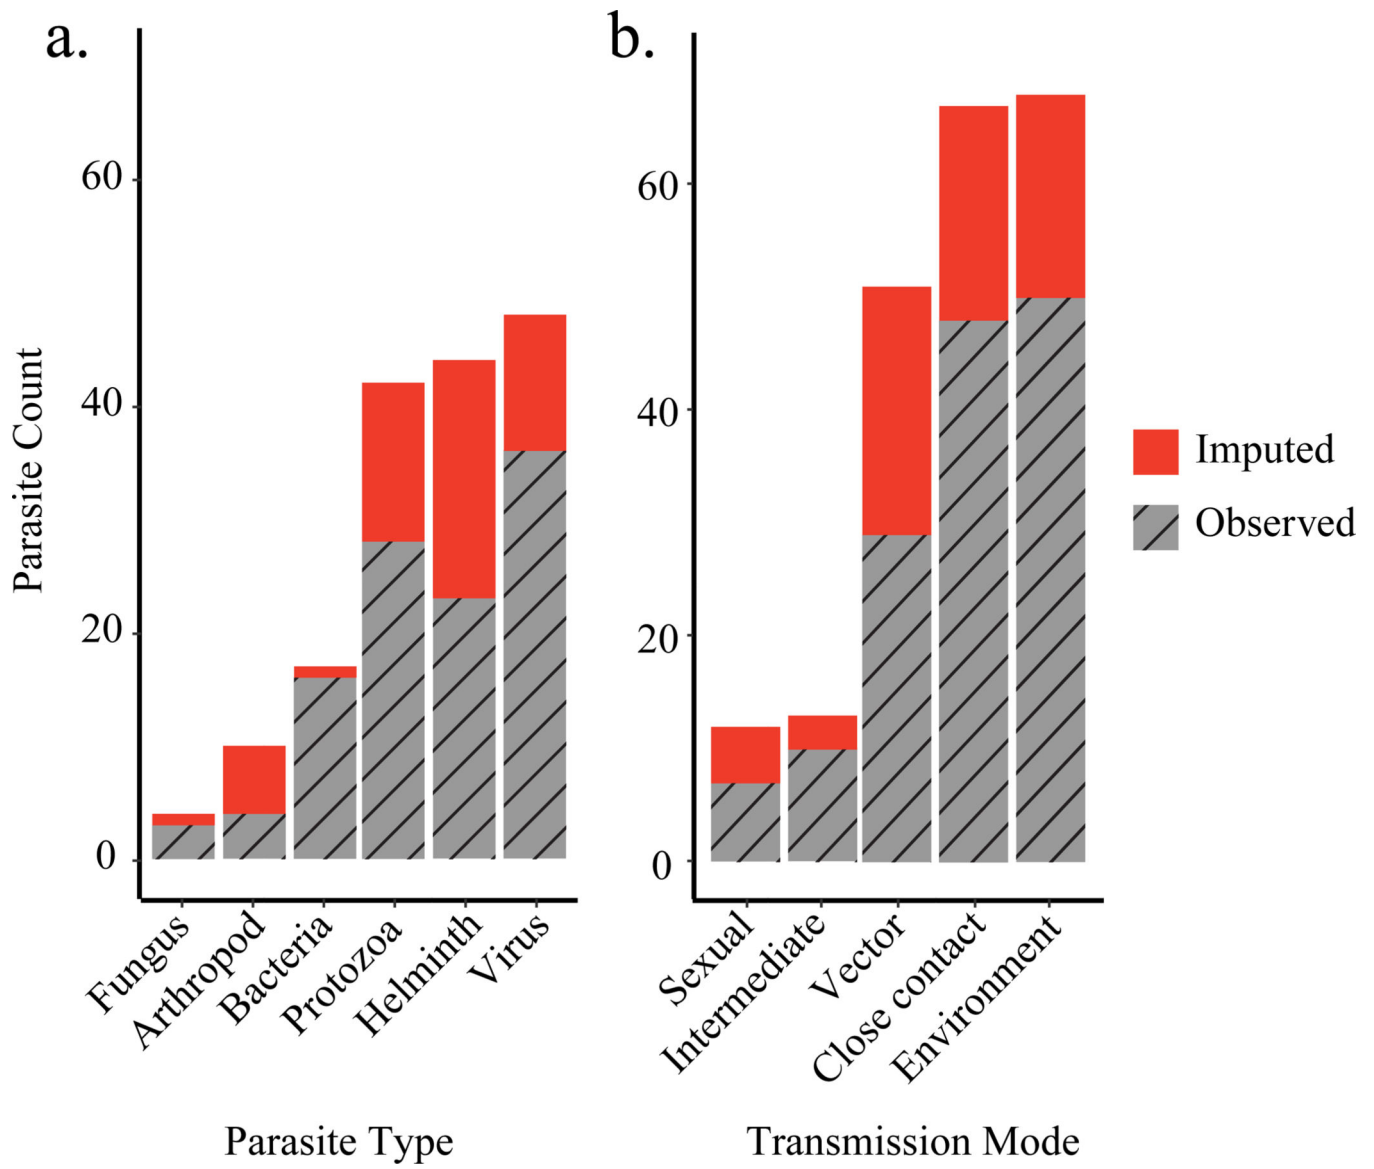 a.
Parasite Count
60
40
20
0
Fungus
Arthropod
Bacteria
Protozoa
Helminth
Virus
Parasite Type
b.
60
40
20
0
Sexual
Intermediate
Vector
Close contact
Environment
Transmission Mode
Imputed
Observed